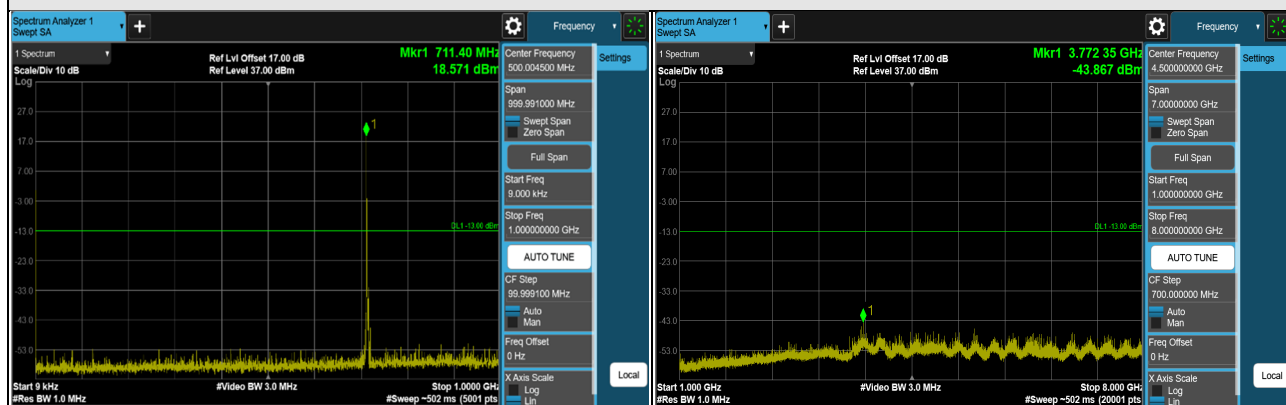 Spectrum Analyzer 1
Swept SA
+
Frequency
1 Spectrum
Ref Lvl Offset 17.00 dB
Mkr1 711.40 MHz
Scale/Div 10 dB
Ref Level 37.00 dBm
18.571 dBm
Log
27.0
17.0
7.00
-3.00
-13.0
-23.0
-33.0
-43.0
-53.0
1
DL1 -13.00 dBm
Start 9 kHz
#Video BW 3.0 MHz
Stop 1.0000 GHz
#Res BW 1.0 MHz
#Sweep ~502 ms (5001 pts
Center Frequency
500.004500 MHz
Settings
Span
999.991000 MHz
Swept Span
Zero Span
Full Span
Start Freq
9.000 kHz
Stop Freq
1.000000000 GHz
AUTO TUNE
CF Step
99.999100 MHz
Auto
Man
Freq Offset
0 Hz
X Axis Scale
Log
Lin
Local
Spectrum Analyzer 1
Swept SA
+
Frequency
1 Spectrum
Ref Lvl Offset 17.00 dB
Mkr1 3.772 35 GHz
Scale/Div 10 dB
Ref Level 37.00 dBm
-43.867 dBm
Log
27.0
17.0
7.00
-3.00
-13.0
-23.0
-33.0
-43.0
-53.0
1
DL1 -13.00 dBm
Start 1.000 GHz
#Video BW 3.0 MHz
Stop 8.000 GHz
#Res BW 1.0 MHz
#Sweep ~502 ms (20001 pts
Center Frequency
4.500000000 GHz
Settings
Span
7.00000000 GHz
Swept Span
Zero Span
Full Span
Start Freq
1.000000000 GHz
Stop Freq
8.000000000 GHz
AUTO TUNE
CF Step
700.000000 MHz
Auto
Man
Freq Offset
0 Hz
X Axis Scale
Log
Lin
Local